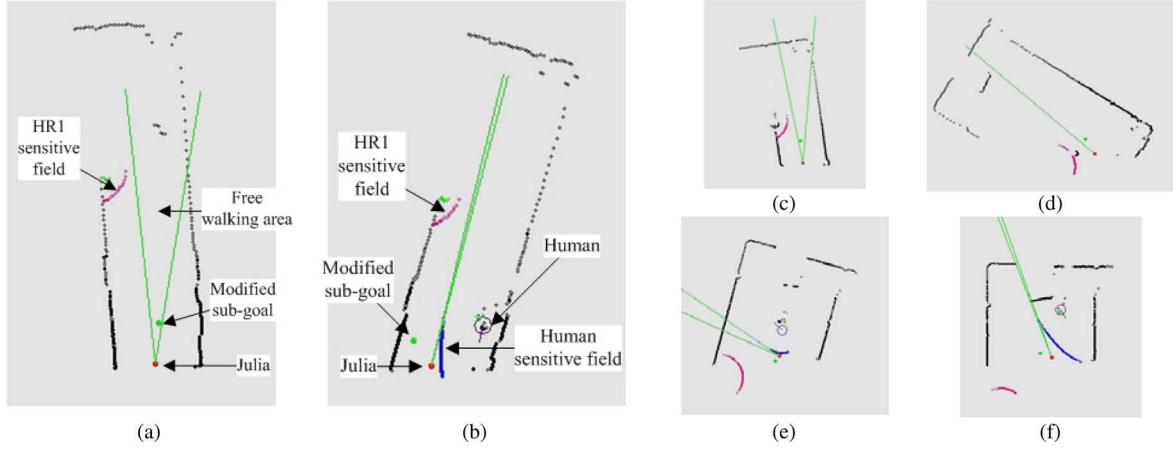 HR1
sensitive
field
Free
walking area
Modified
sub-goal
Julia
(a)
HR1
sensitive
field
Human
Modified
sub-goal
Human
sensitive field
Julia
(b)
(c)
(d)
(e)
(f)